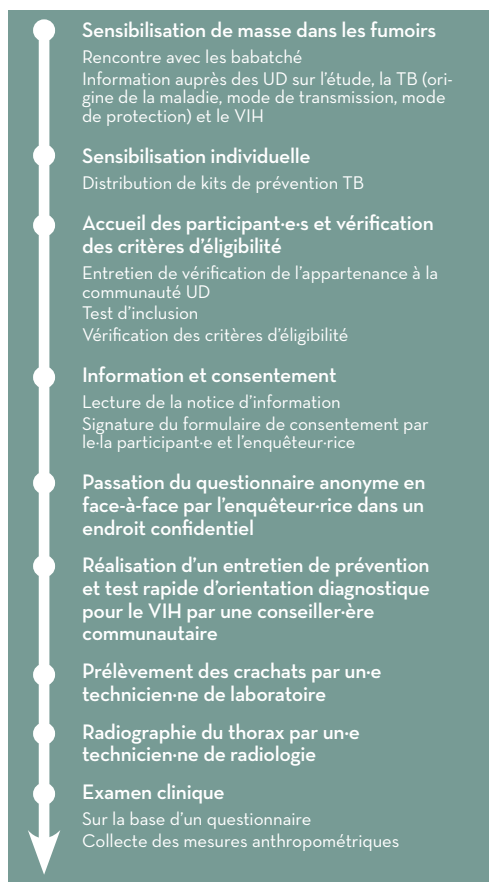 Sensibilisation de masse dans les fumoirs
Rencontre avec les babatché
Information auprès des UD sur l'étude, la TB (ori-
gine de la maladie, mode de transmission, mode
de protection) et le VIH
Sensibilisation individuelle
Distribution de kits de prévention TB
Accueil des participant·e·s et vérification
des critères d'éligibilité
Entretien de vérification de l'appartenance à la
communauté UD
Test d'inclusion
Vérification des critères d'éligibilité
Information et consentement
Lecture de la notice d'information
Signature du formulaire de consentement par
le·la participant·e et l'enquêteur·rice
Passation du questionnaire anonyme en
face-à-face par l'enquêteur·rice dans un
endroit confidentiel
Réalisation d'un entretien de prévention
et test rapide d'orientation diagnostique
pour le VIH par une conseiller·ère
communautaire
Prélèvement des crachats par un·e
technicien·ne de laboratoire
Radiographie du thorax par un·e
technicien·ne de radiologie
Examen clinique
Sur la base d'un questionnaire
Collecte des mesures anthropométriques